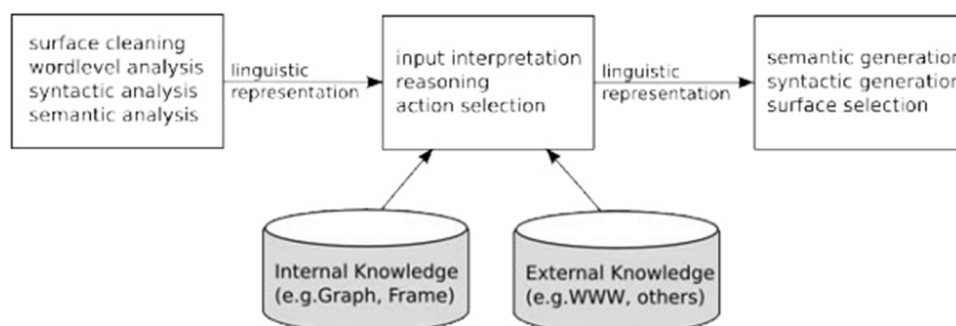 surface cleaning
wordlevel analysis
syntactic analysis
semantic analysis
linguistic
representation
input interpretation
reasoning
action selection
linguistic
representation
semantic generation
syntactic generation
surface selection
Internal Knowledge
(e.g.Graph, Frame)
External Knowledge
(e.g.WWW, others)